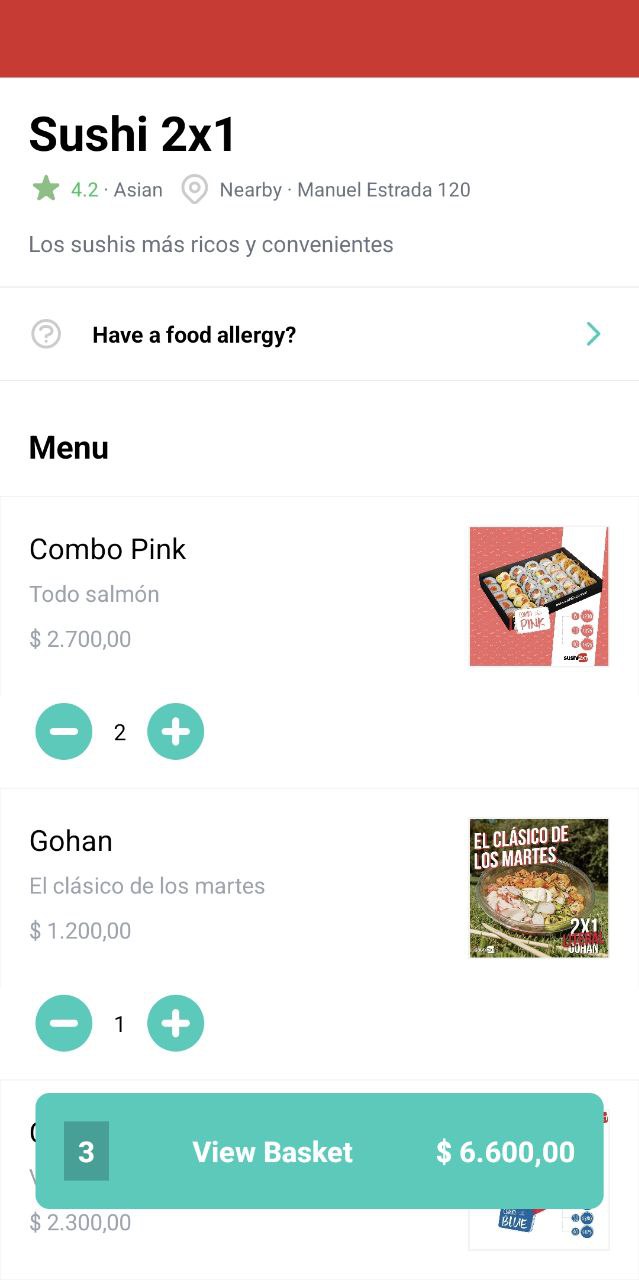 Sushi 2x1
4.2 · Asian Nearby · Manuel Estrada 120
Los sushis más ricos y convenientes
Have a food allergy?
Menu
Combo Pink
Todo salmón
$ 2.700,00
PINK
sushi
2
Gohan
El clásico de los martes
$ 1.200,00
EL CLÁSICO DE
LOS MARTES
2X1
GOHAN
1
3 View Basket $ 6.600,00
$ 2.300,00
BLUE